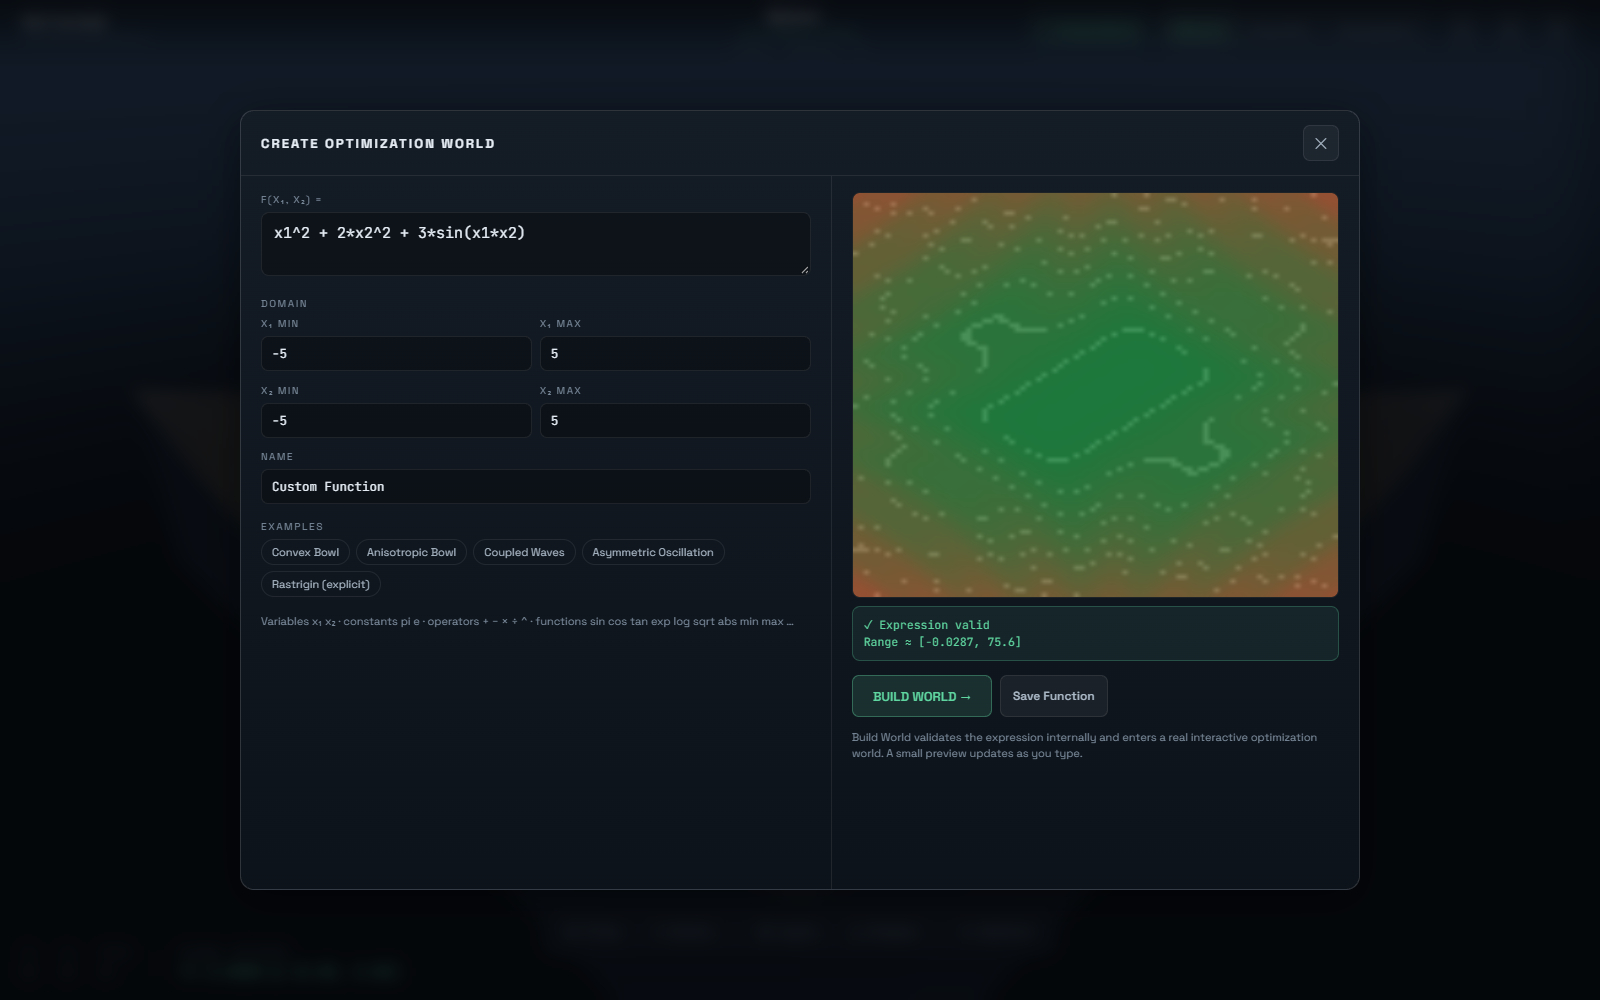 CREATE OPTIMIZATION WORLD
F(X₁, X₂) =
x1^2 + 2*x2^2 + 3*sin(x1*x2)
DOMAIN
X₁ MIN
X₁ MAX
-5
5
X₂ MIN
X₂ MAX
-5
5
NAME
Custom Function
EXAMPLES
Convex Bowl
Anisotropic Bowl
Coupled Waves
Asymmetric Oscillation
Rastrigin (explicit)
Variables x₁ x₂ · constants pi e · operators + − × ÷ ^ · functions sin cos tan exp log sqrt abs min max …
✓ Expression valid
Range ≈ [-0.0287, 75.6]
BUILD WORLD →
Save Function
Build World validates the expression internally and enters a real interactive optimization
world. A small preview updates as you type.